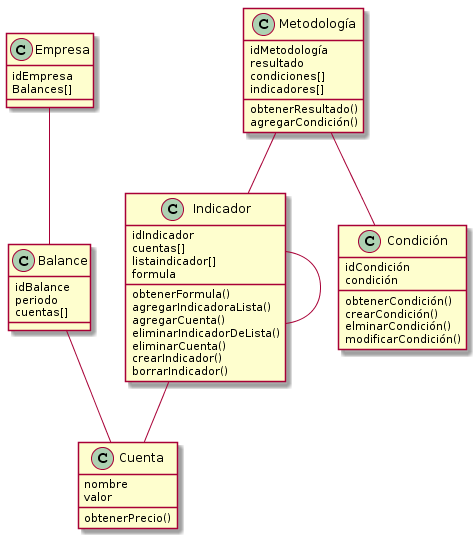 C Metodología
idMetodología
resultado
condiciones[]
indicadores[]
obtenerResultado()
agregarCondición()
C Empresa
idEmpresa
Balances[]
C Indicador
idIndicador
cuentas[]
listaindicador[]
formula
obtenerFormula()
agregarIndicadoraLista()
agregarCuenta()
eliminarIndicadorDeLista()
eliminarCuenta()
crearIndicador()
borrarIndicador()
C Condición
idCondición
condición
obtenerCondición()
crearCondición()
elminarCondición()
modificarCondición()
C Balance
idBalance
periodo
cuentas[]
C Cuenta
nombre
valor
obtenerPrecio()